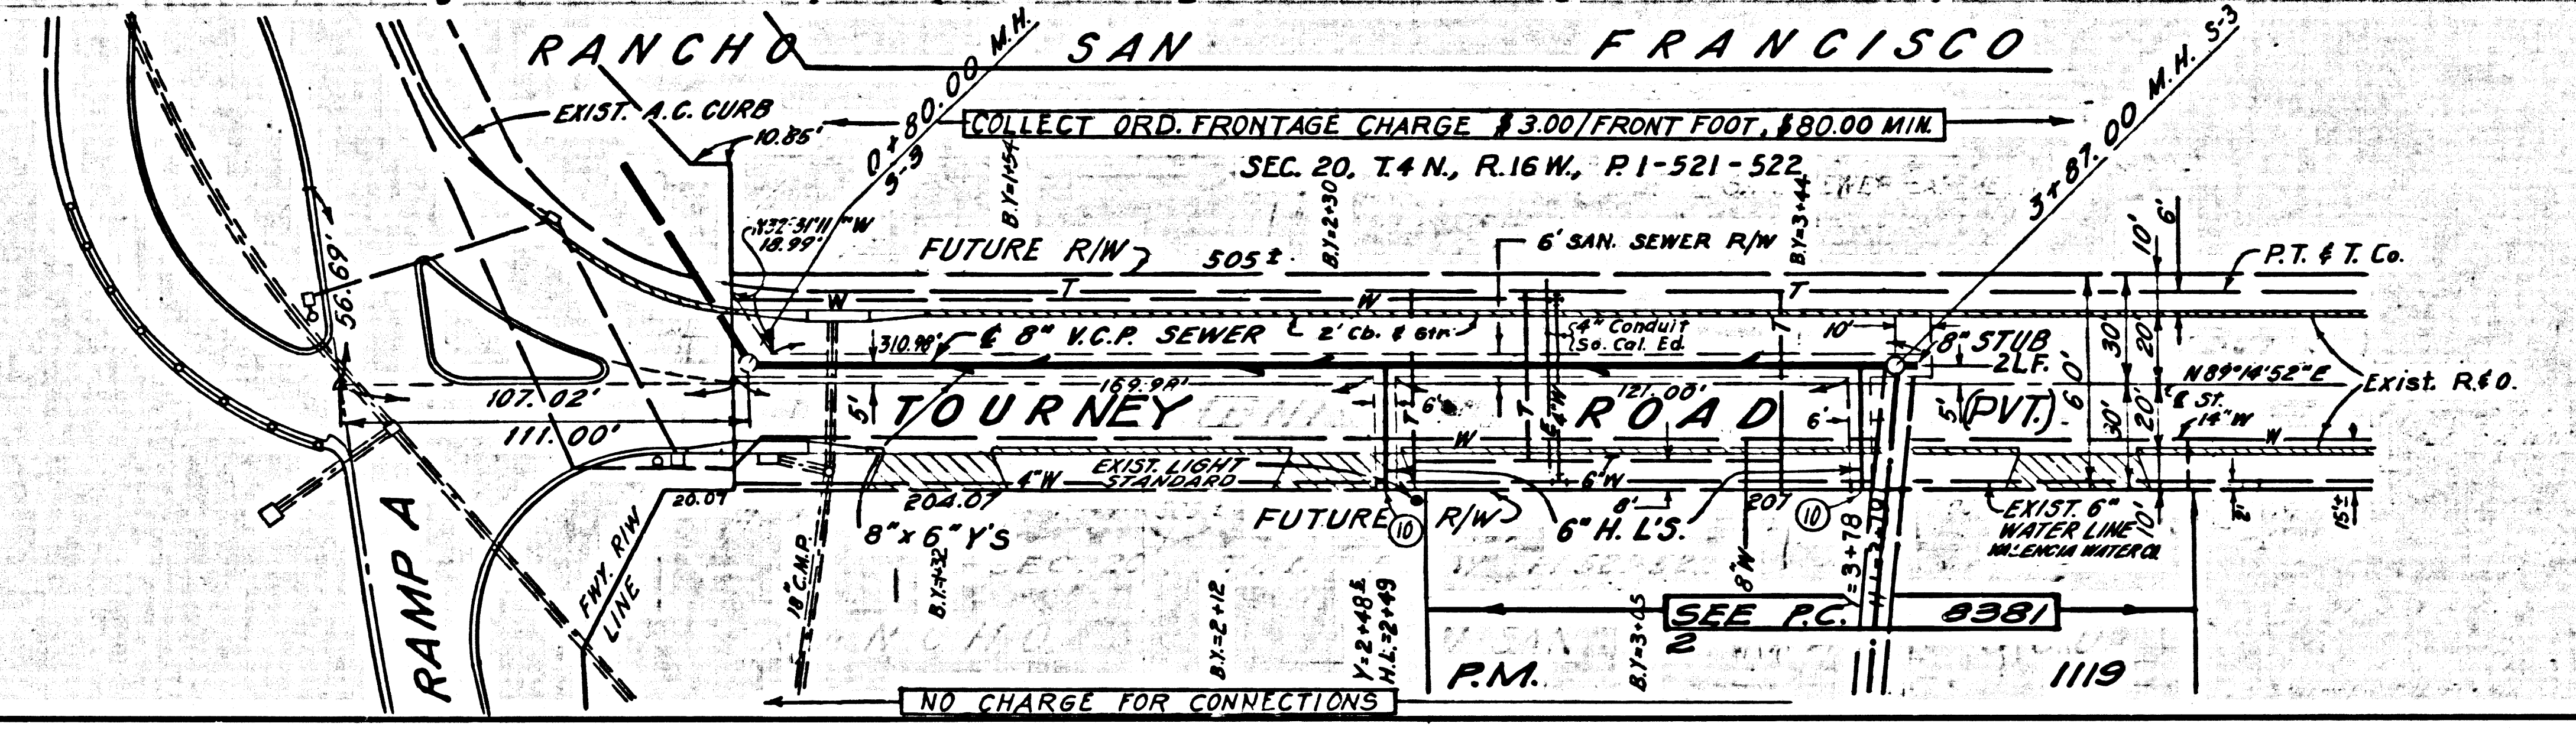 RANCHO SAN FRANCISCO
EXIST. A.C. CURB
10.85'
0+80.00 M.H.
S-3
COLLECT ORD. FRONTAGE CHARGE $3.00/FRONT FOOT, $80.00 MIN.
SEC. 20, T.4 N., R.16 W., P. 1-521-522
3+87.00 M.H. S-3
B.Y.=1+54
B.Y.=2+30
B.Y.=3+44
N32°31'11"W
18.99'
FUTURE R/W
505±
6' SAN. SEWER R/W
10'
6'
P.T. & T. Co.
56.69'
T
T
W
W
310.98'
℄ 8" V.C.P. SEWER
2' Cb. & Gtr.
4" Conduit
So. Cal. Ed.
10'
8" STUB
2 L.F.
30'
20'
60'
N89°14'52"E
℄ ST.
Exist. R.&O.
107.02'
111.00'
169.98'
121.00'
5'
TOURNEY ROAD (PVT.)
6'
6'
5'
30'
20'
14" W
T
T
T
E
4"W
W
W
EXIST. LIGHT
STANDARD
4"W
T
6"W
20.07
204.07
8'
207
8" x 6" Y'S
FUTURE R/W
10
6" H. L'S.
10
EXIST. 6"
WATER LINE
VALENCIA WATER CO.
10'
2'
15'±
RAMP A
FWY. R/W
LINE
18" C.M.P.
B.Y.=1+32
B.Y.=2+12
Y=2+48±
H.L.=2+49
B.Y.=3+05
8"W
Y=3+78
SEE P.C. 8381
2
P.M. 1119
NO CHARGE FOR CONNECTIONS